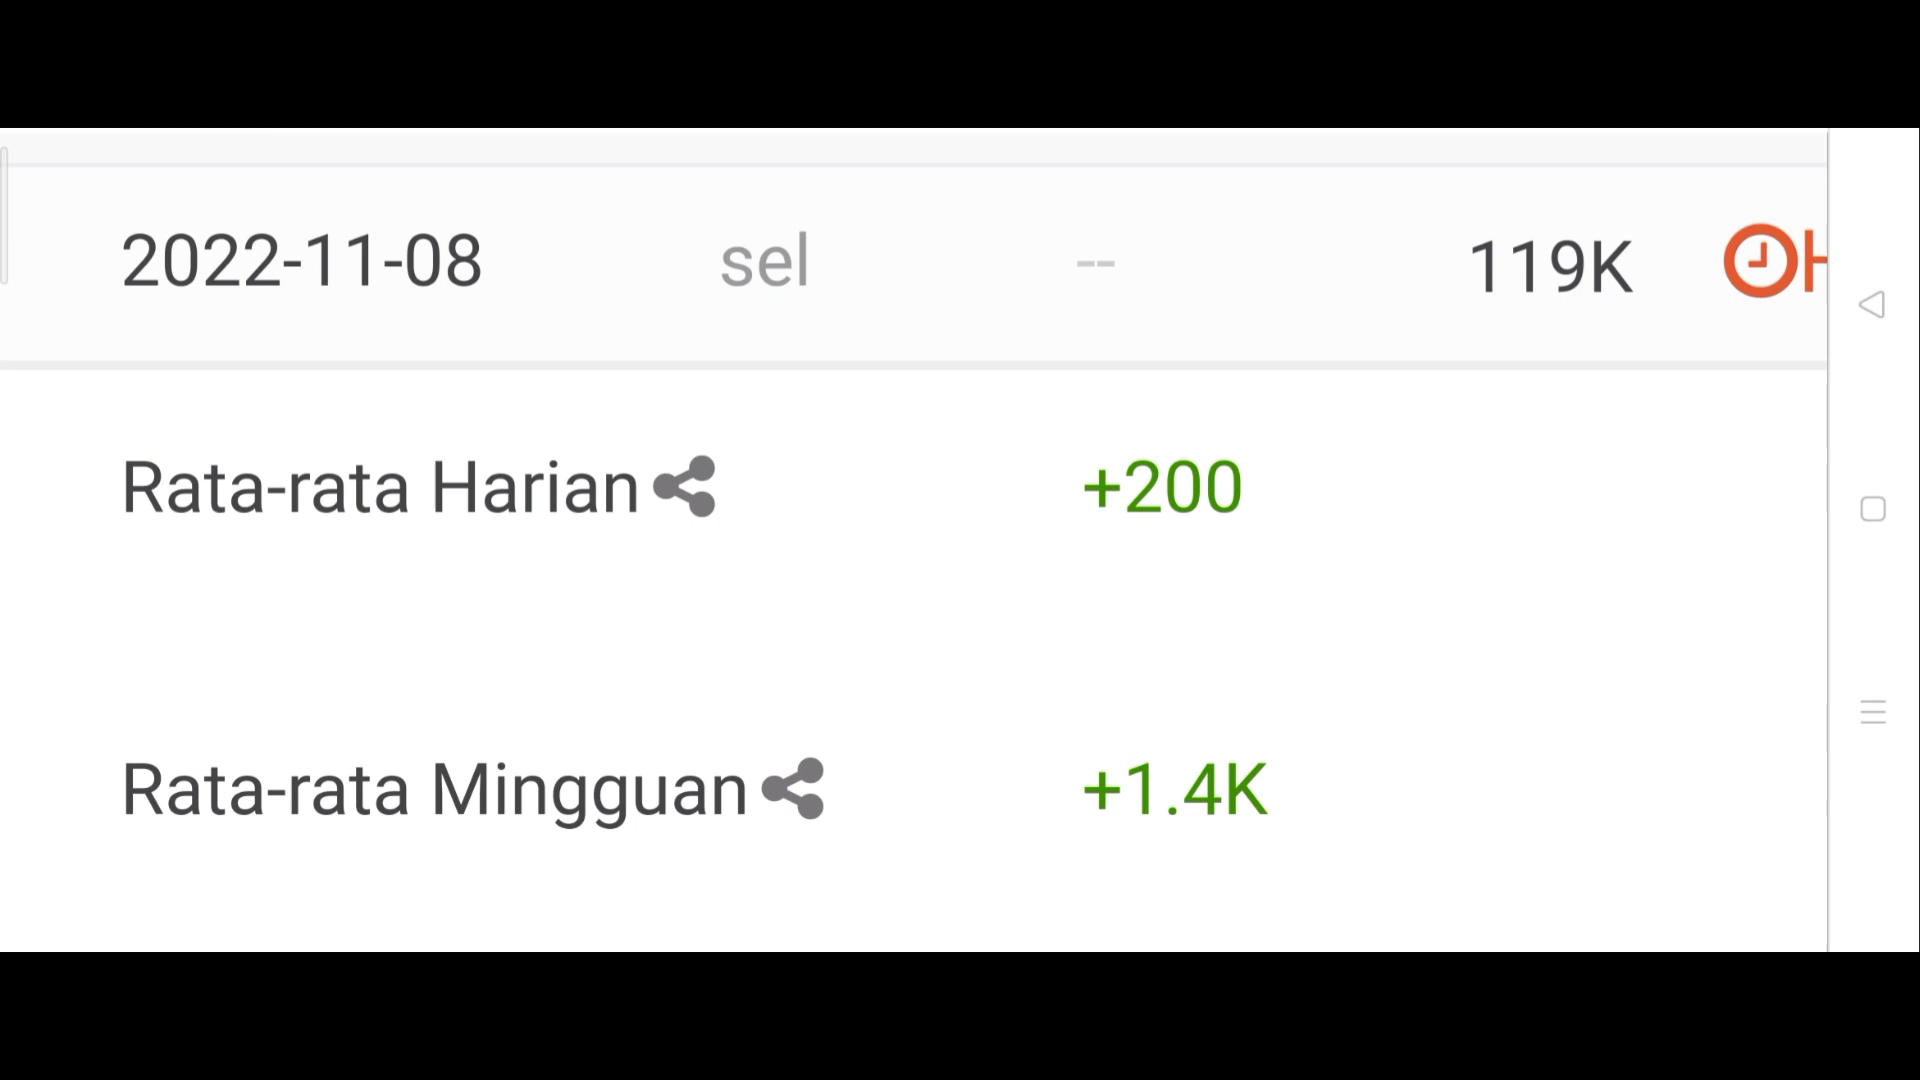 2022-11-08 sel -- 119K H
Rata-rata Harian +200
Rata-rata Mingguan +1.4K